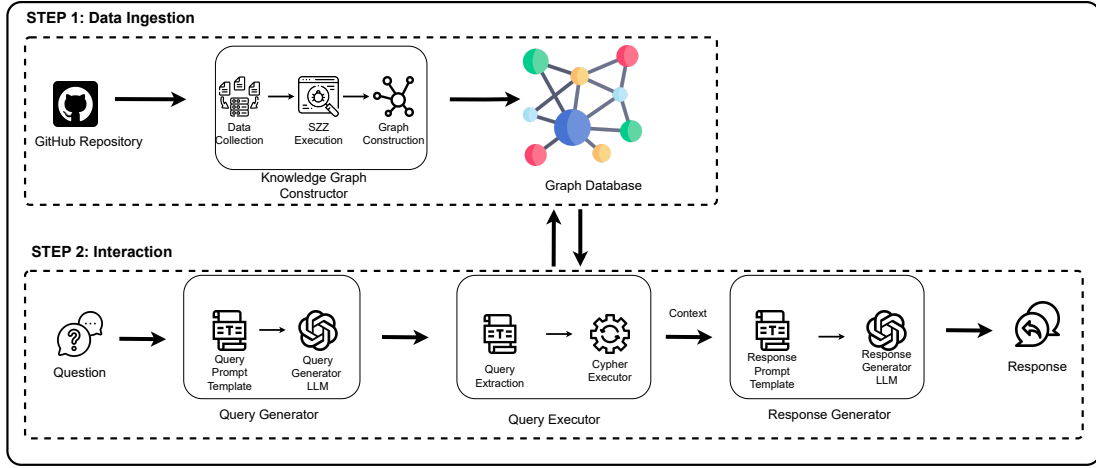 STEP 1: Data Ingestion
GitHub Repository
Data
Collection
SZZ
Execution
Graph
Construction
Knowledge Graph
Constructor
Graph Database
STEP 2: Interaction
?
Question
T
Query
Prompt
Template
Query
Generator
LLM
Query Generator
T
Query
Extraction
Cypher
Executor
Query Executor
Context
T
Response
Prompt
Template
Response
Generator
LLM
Response Generator
Response